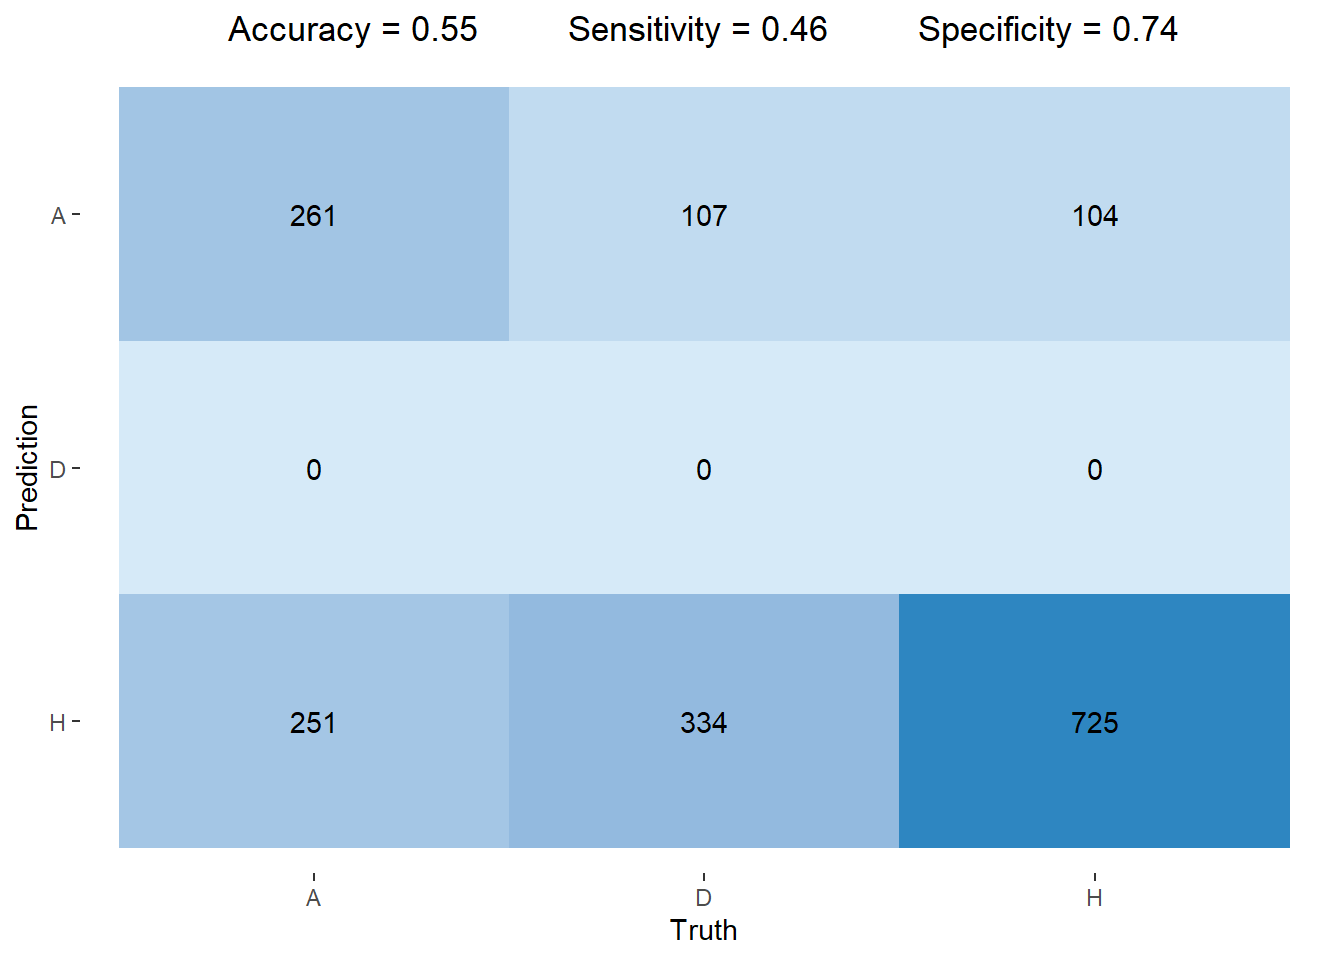 Accuracy = 0.55 Sensitivity = 0.46 Specificity = 0.74
A 261 107 104
Prediction
D 0 0 0
H 251 334 725
A D H
Truth